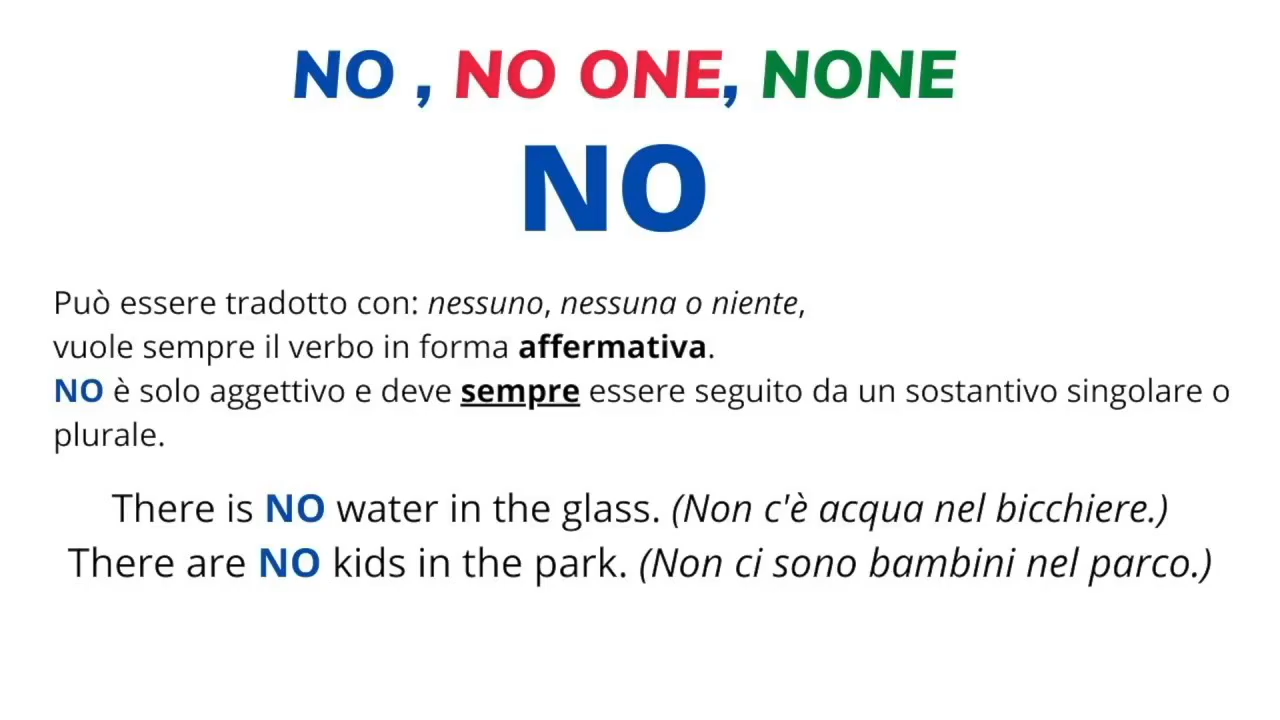 NO , NO ONE, NONE
NO
Può essere tradotto con: nessuno, nessuna o niente,
vuole sempre il verbo in forma affermativa.
NO è solo aggettivo e deve sempre essere seguito da un sostantivo singolare o
plurale.
There is NO water in the glass. (Non c'è acqua nel bicchiere.)
There are NO kids in the park. (Non ci sono bambini nel parco.)